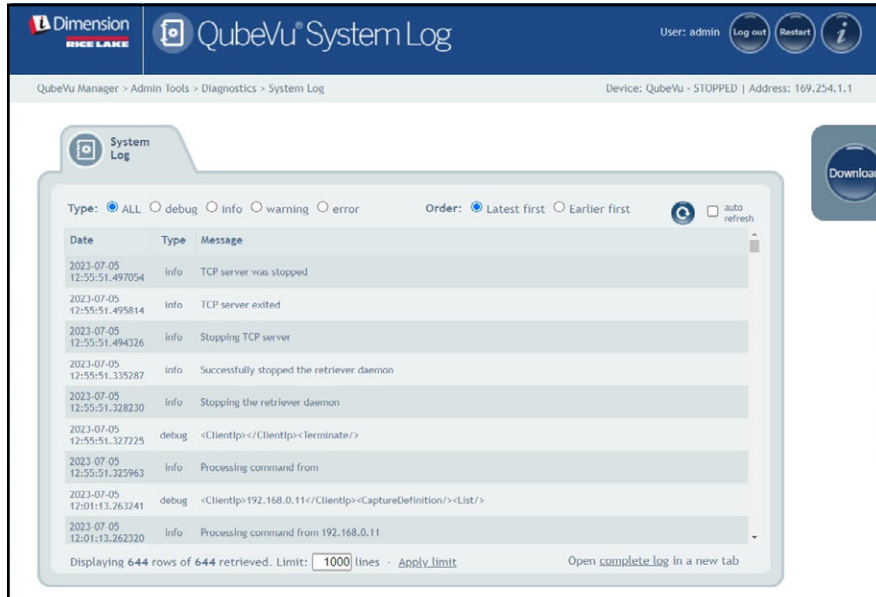 iDimension
RICE LAKE
QubeVu® System Log
User: admin
Log out
Restart
i
QubeVu Manager > Admin Tools > Diagnostics > System Log
Device: QubeVu - STOPPED | Address: 169.254.1.1
System
Log
Download
Type: ALL debug info warning error
Order: Latest first Earlier first
auto
refresh
Date Type Message
2023-07-05
12:55:51.497054 info TCP server was stopped
2023-07-05
12:55:51.495814 info TCP server exited
2023-07-05
12:55:51.494326 info Stopping TCP server
2023-07-05
12:55:51.335287 info Successfully stopped the retriever daemon
2023-07-05
12:55:51.328230 info Stopping the retriever daemon
2023-07-05
12:55:51.327225 debug <ClientIp></ClientIp><Terminate/>
2023-07-05
12:55:51.325963 info Processing command from
2023-07-05
12:01:13.263241 debug <ClientIp>192.168.0.11</ClientIp><CaptureDefinition/><List/>
2023-07-05
12:01:13.262320 info Processing command from 192.168.0.11
Displaying 644 rows of 644 retrieved. Limit: 1000 lines - Apply limit
Open complete log in a new tab